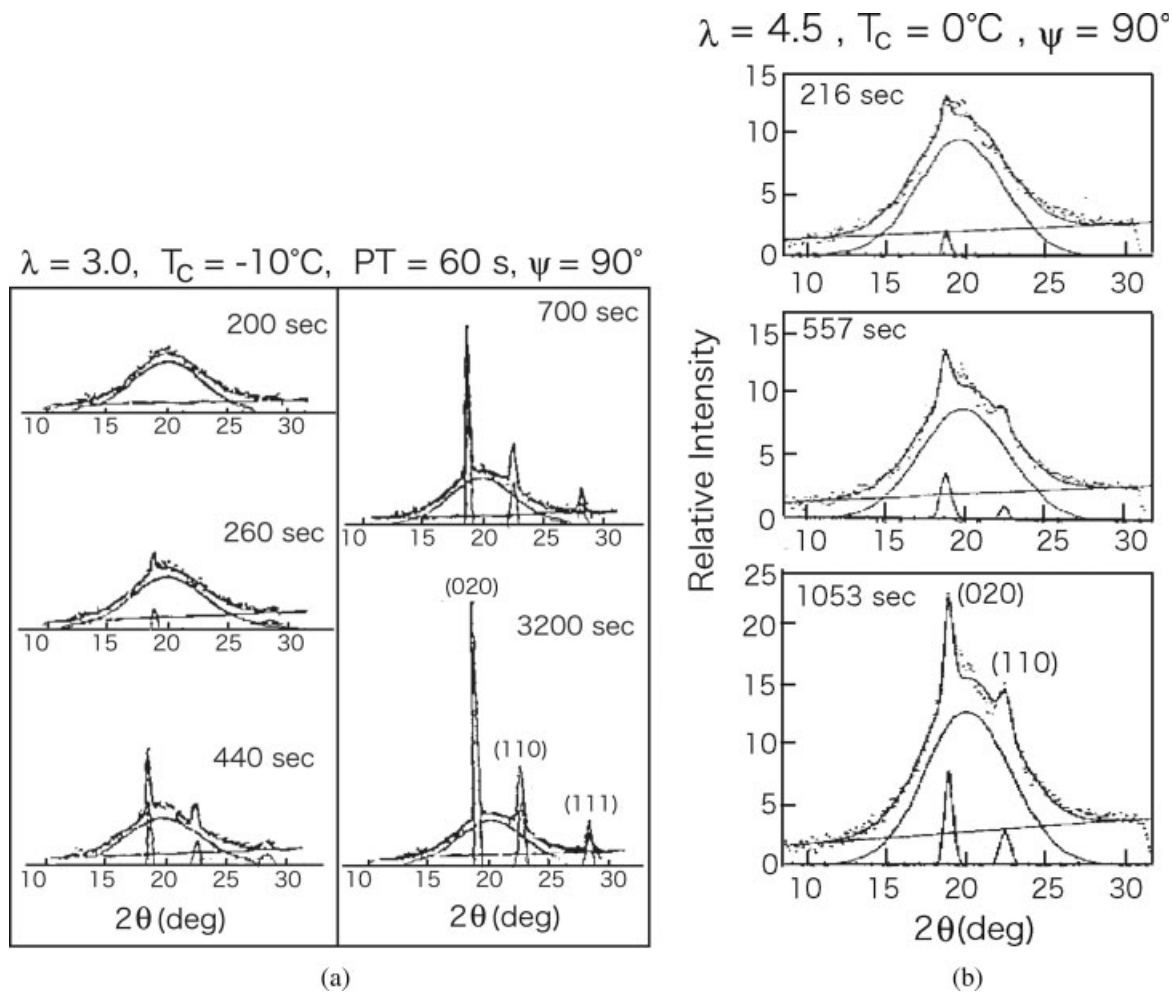 λ = 3.0, T_C = -10°C, PT = 60 s, ψ = 90°
200 sec
10 15 20 25 30
260 sec
10 15 20 25 30
440 sec
10 15 20 25 30
2θ(deg)
700 sec
10 15 20 25 30
(020)
3200 sec
(110)
(111)
10 15 20 25 30
2θ(deg)
(a)
λ = 4.5 , T_C = 0°C , ψ = 90°
Relative Intensity
216 sec
15
10
5
0
10 15 20 25 30
557 sec
15
10
5
0
10 15 20 25 30
1053 sec
(020)
(110)
25
20
15
10
5
0
10 15 20 25 30
2θ(deg)
(b)